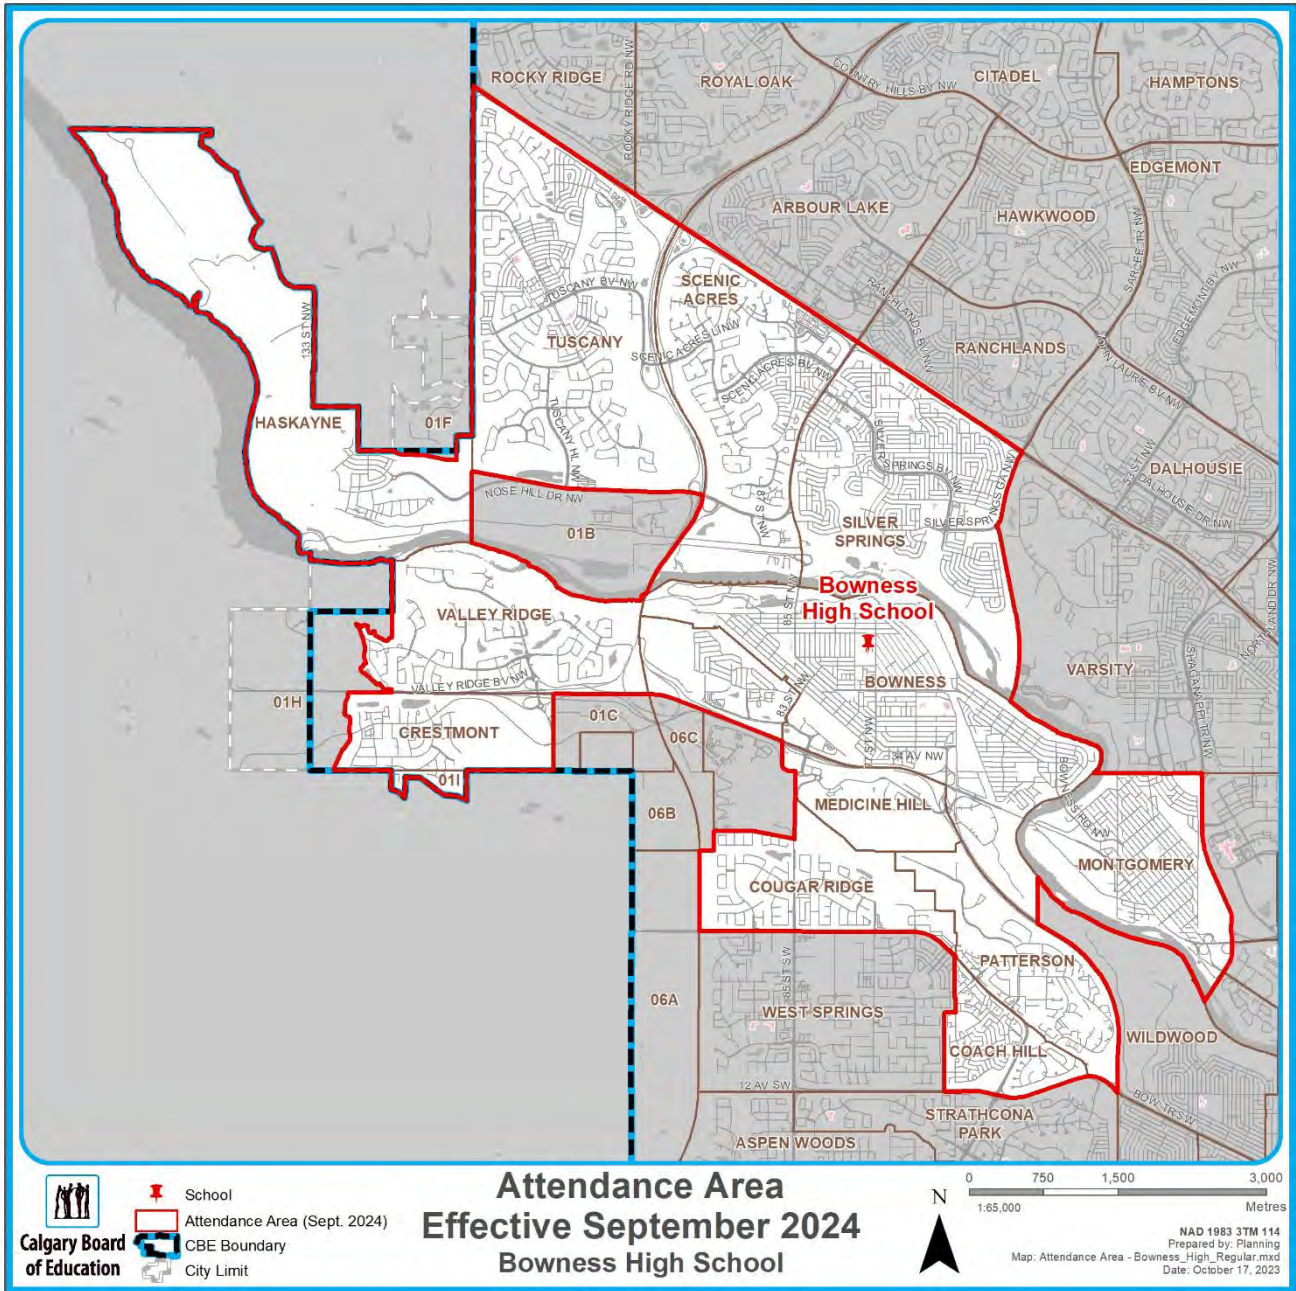 ROCKY RIDGE
ROCKY RIDGE RD NW
ROYAL OAK
COUNTRY HILLS BV NW
CITADEL
HAMPTONS
EDGEMONT
ARBOUR LAKE
HAWKWOOD
SARCEE TR NW
EDGEMONT BV NW
SCENIC
ACRES
TUSCANY BV NW
RANCHLANDS BV NW
133 ST NW
TUSCANY
SCENIC ACRES LI NW
RANCHLANDS
JOHN LAURIE BV NW
SCENIC ACRES BV NW
HASKAYNE
01F
TUSCANY HL NW
SILVER
SPRINGS BV NW
53 ST NW
DALHOUSIE
DALHOUSIE DR NW
NOSE HILL DR NW
87 ST NW
SILVER SPRINGS GA NW
01B
SILVER
SPRINGS
Bowness
High School
85 ST NW
VALLEY RIDGE
VARSITY
SHAGANAPPI TR NW
VALLEY RIDGE BV NW
BOWNESS
83 ST NW
01H
01C
CRESTMONT
06C
34 AV NW
01I
BOWNESS RD NW
06B
MEDICINE HILL
MONTGOMERY
COUGAR RIDGE
PATTERSON
85 ST SW
06A
WEST SPRINGS
WILDWOOD
COACH HILL
12 AV SW
BOW TR SW
STRATHCONA
PARK
ASPEN WOODS
Calgary Board
of Education
School
Attendance Area (Sept. 2024)
CBE Boundary
City Limit
Attendance Area
Effective September 2024
Bowness High School
N
0 750 1,500 3,000
Metres
1:65,000
NAD 1983 3TM 114
Prepared by: Planning
Map: Attendance Area - Bowness_High_Regular.mxd
Date: October 17, 2023